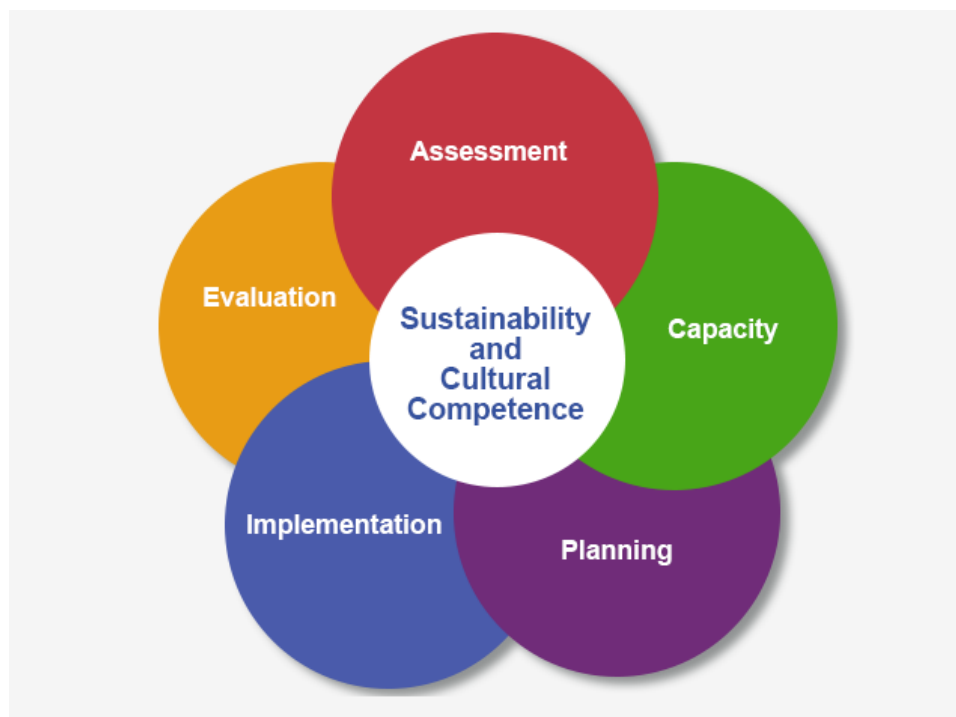 Assessment
Evaluation
Sustainability
and
Cultural
Competence
Capacity
Implementation
Planning